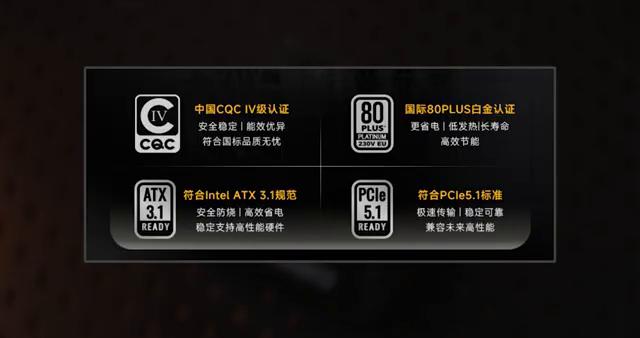 IV
CQC
中国CQC IV级认证
安全稳定 | 能效优异
符合国标品质无忧
80
PLUS
PLATINUM
230V EU
国际80PLUS白金认证
更省电 | 低发热|长寿命
高效节能
ATX
3.1
READY
符合Intel ATX 3.1规范
安全防烧 | 高效省电
稳定支持高性能硬件
PCIe
5.1
READY
符合PCIe5.1标准
极速传输 | 稳定可靠
兼容未来高性能